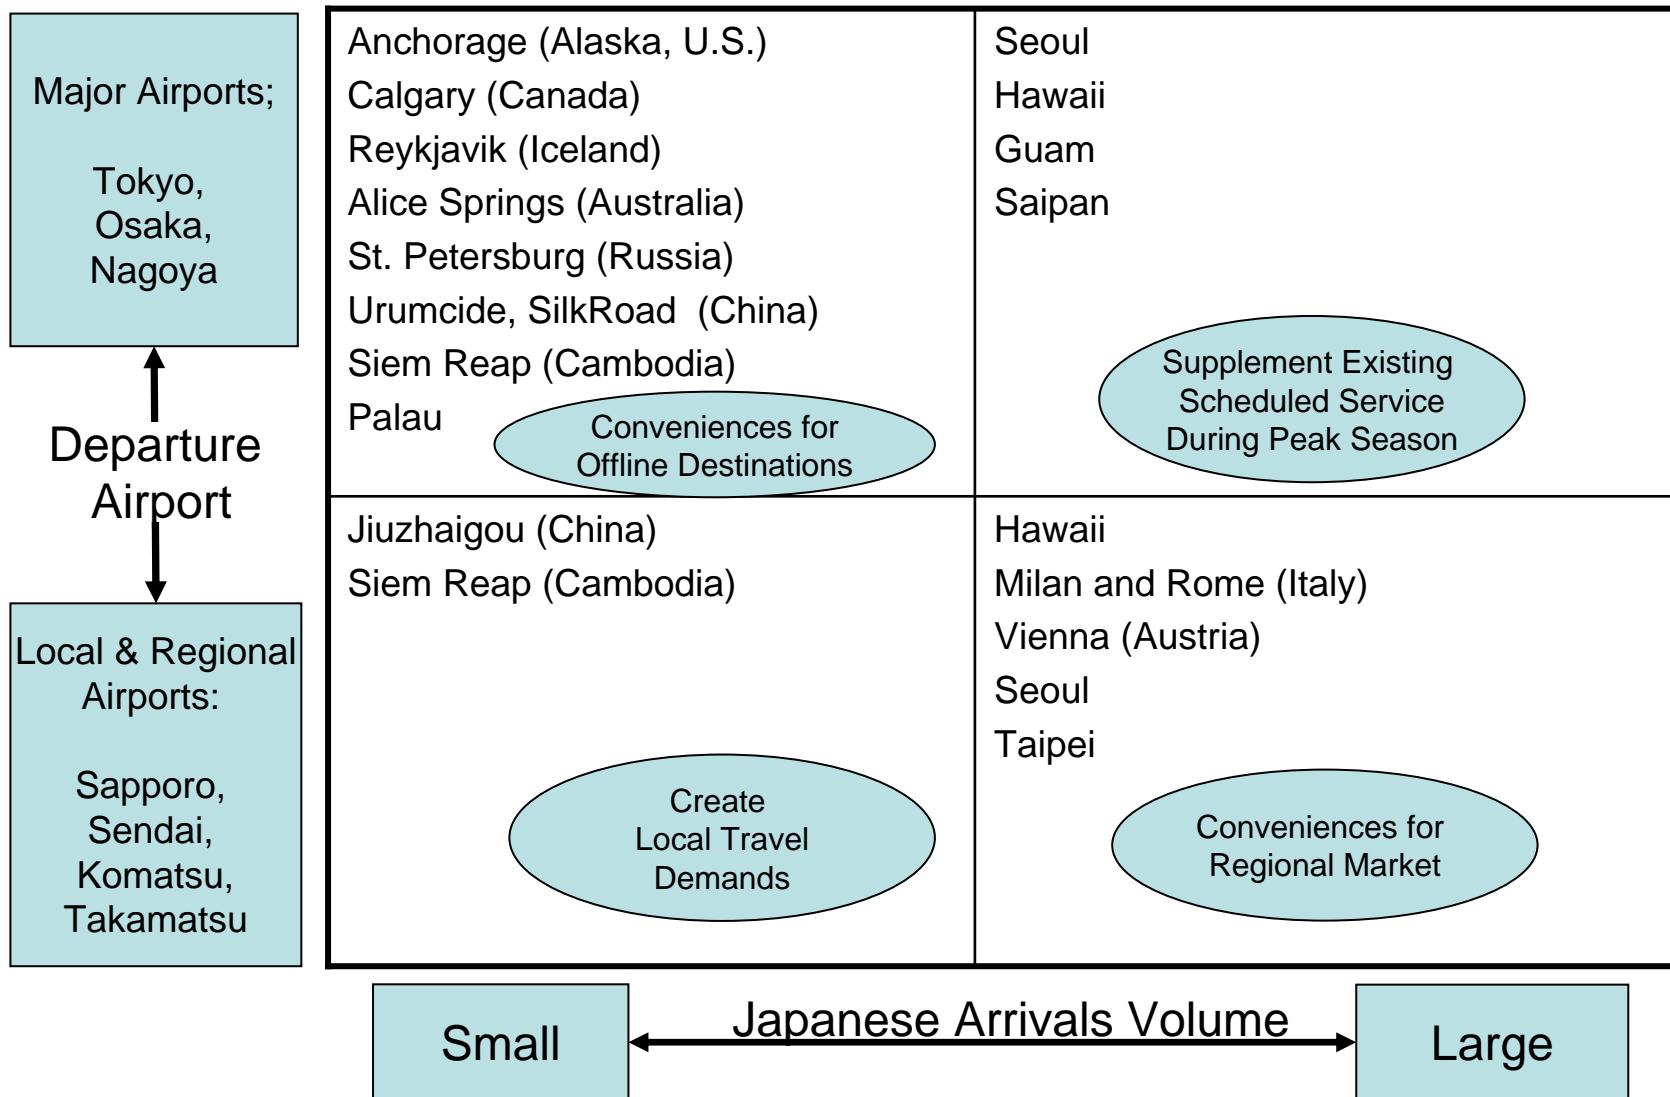 Major Airports;
Tokyo,
Osaka,
Nagoya
Departure
Airport
Local & Regional
Airports:
Sapporo,
Sendai,
Komatsu,
Takamatsu
Anchorage (Alaska, U.S.)
Calgary (Canada)
Reykjavik (Iceland)
Alice Springs (Australia)
St. Petersburg (Russia)
Urumcide, SilkRoad (China)
Siem Reap (Cambodia)
Palau
Conveniences for
Offline Destinations
Seoul
Hawaii
Guam
Saipan
Supplement Existing
Scheduled Service
During Peak Season
Jiuzhaigou (China)
Siem Reap (Cambodia)
Create
Local Travel
Demands
Hawaii
Milan and Rome (Italy)
Vienna (Austria)
Seoul
Taipei
Conveniences for
Regional Market
Small
Japanese Arrivals Volume
Large